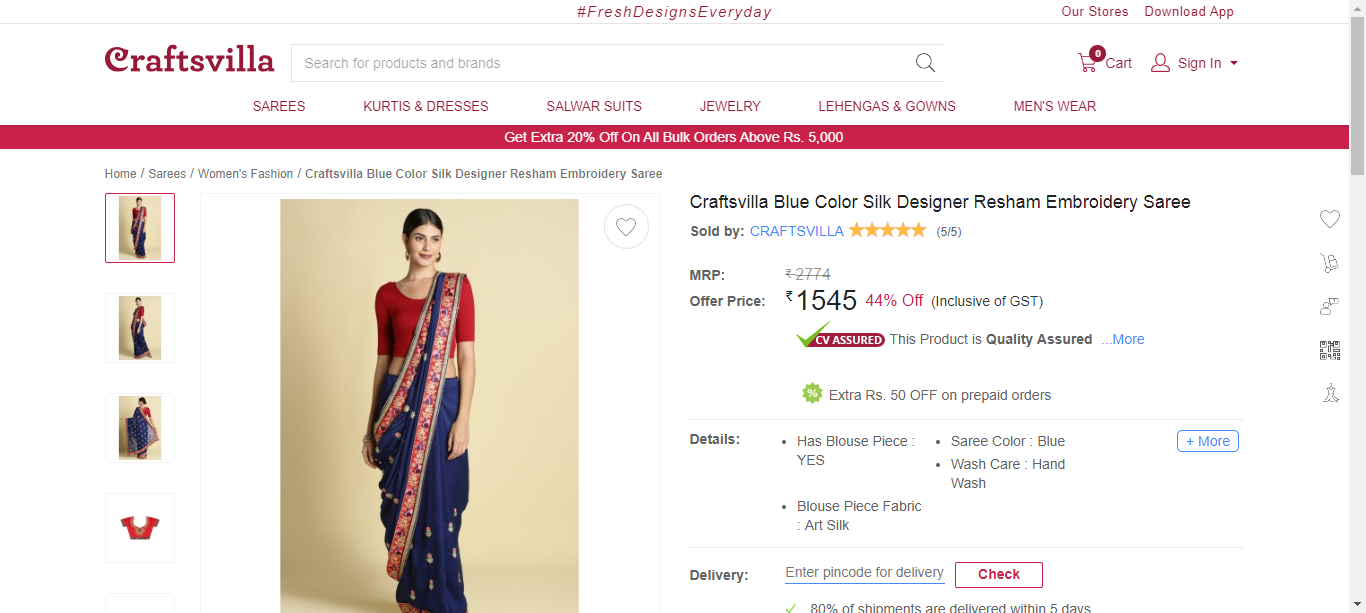 #FreshDesignsEveryday
Our Stores Download App
Craftsvilla
Search for products and brands
0
Cart
Sign In
SAREES KURTIS & DRESSES SALWAR SUITS JEWELRY LEHENGAS & GOWNS MEN'S WEAR
Get Extra 20% Off On All Bulk Orders Above Rs. 5,000
Home / Sarees / Women's Fashion / Craftsvilla Blue Color Silk Designer Resham Embroidery Saree
Craftsvilla Blue Color Silk Designer Resham Embroidery Saree
Sold by: CRAFTSVILLA (5/5)
MRP: ₹ 2774
Offer Price: ₹ 1545 44% Off (Inclusive of GST)
CV ASSURED This Product is Quality Assured ...More
% Extra Rs. 50 OFF on prepaid orders
Details:
• Has Blouse Piece :
YES
• Saree Color : Blue
• Wash Care : Hand
Wash
• Blouse Piece Fabric
: Art Silk
+ More
Delivery: Enter pincode for delivery Check
80% of shipments are delivered within 5 days